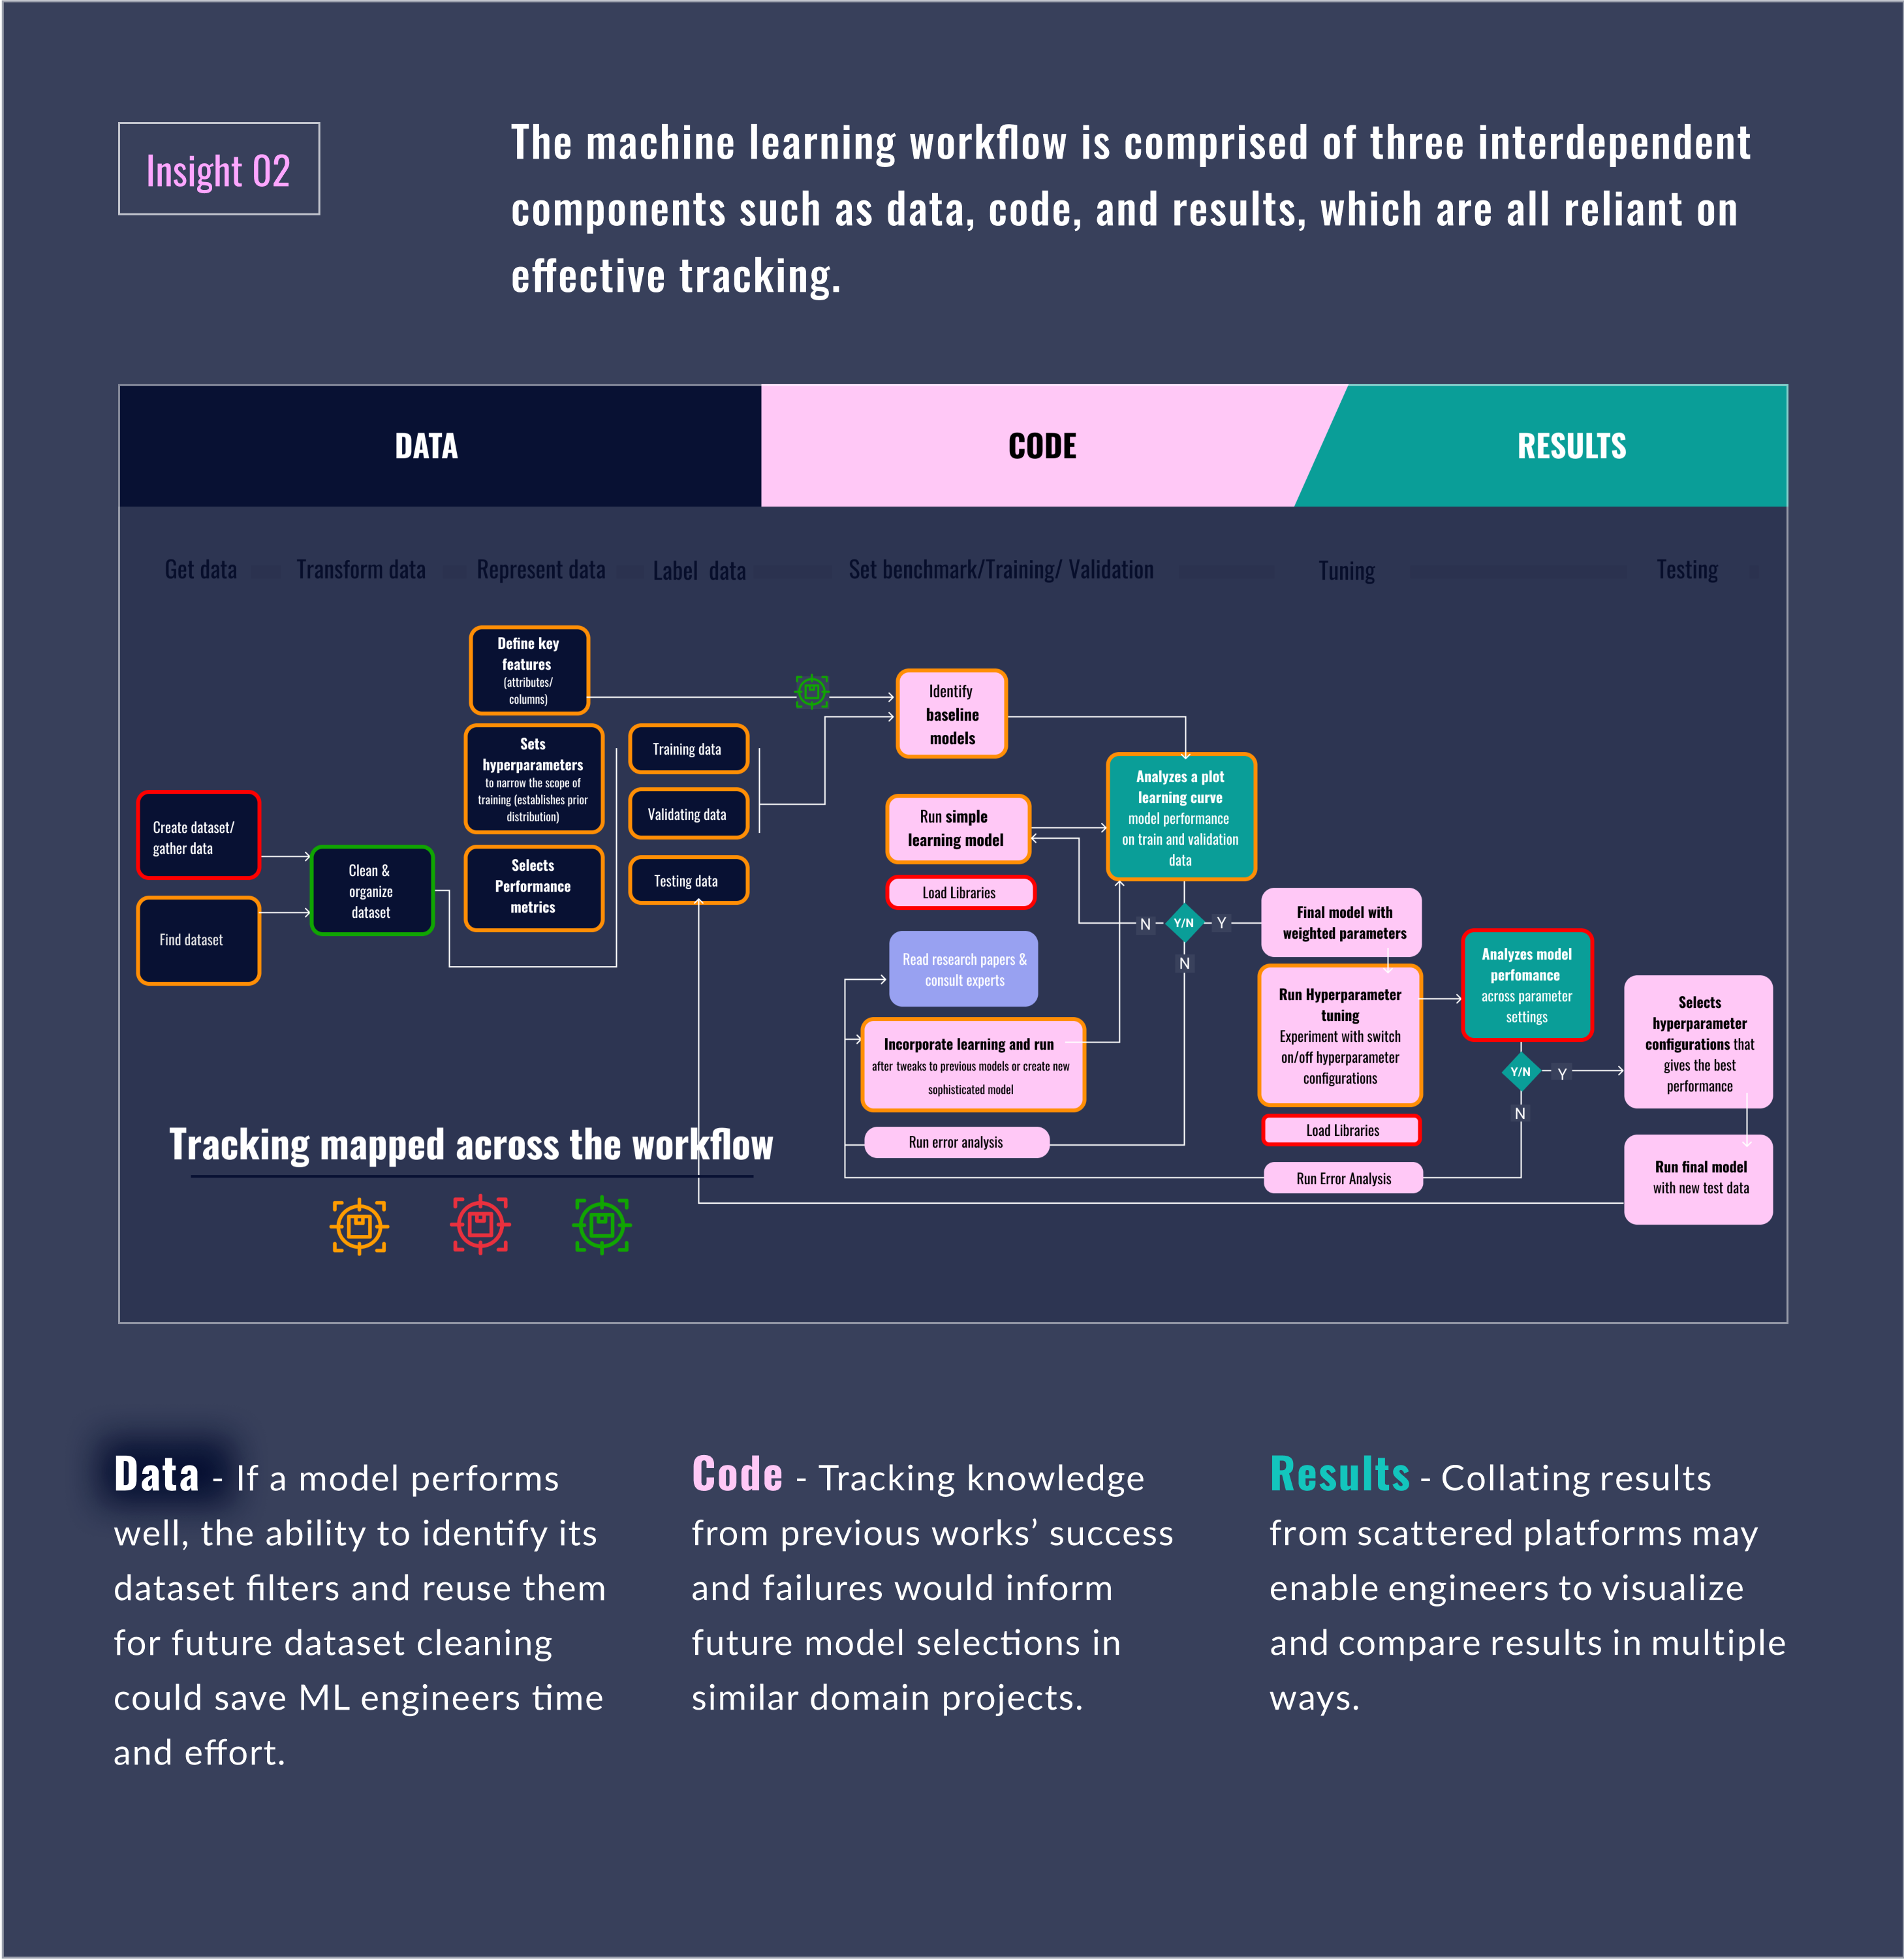 Insight 02
The machine learning workflow is comprised of three interdependent
components such as data, code, and results, which are all reliant on
effective tracking.
DATA
CODE
RESULTS
Get data
Transform data
Represent data
Label data
Set benchmark/Training/ Validation
Tuning
Testing
Define key
features
(attributes/
columns)
Sets
hyperparameters
to narrow the scope of
training (establishes prior
distribution)
Selects
Performance
metrics
Create dataset/
gather data
Find dataset
Clean &
organize
dataset
Training data
Validating data
Testing data
Identify
baseline
models
Run simple
learning model
Load Libraries
Read research papers &
consult experts
Incorporate learning and run
after tweaks to previous models or create new
sophisticated model
Run error analysis
Analyzes a plot
learning curve
model performance
on train and validation
data
N
Y/N
Y
N
Final model with
weighted parameters
Run Hyperparameter
tuning
Experiment with switch
on/off hyperparameter
configurations
Load Libraries
Run Error Analysis
Analyzes model
perfomance
across parameter
settings
Y/N
Y
N
Selects
hyperparameter
configurations that
gives the best
performance
Run final model
with new test data
Tracking mapped across the workflow
Data - If a model performs
well, the ability to identify its
dataset filters and reuse them
for future dataset cleaning
could save ML engineers time
and effort.
Code - Tracking knowledge
from previous works’ success
and failures would inform
future model selections in
similar domain projects.
Results - Collating results
from scattered platforms may
enable engineers to visualize
and compare results in multiple
ways.